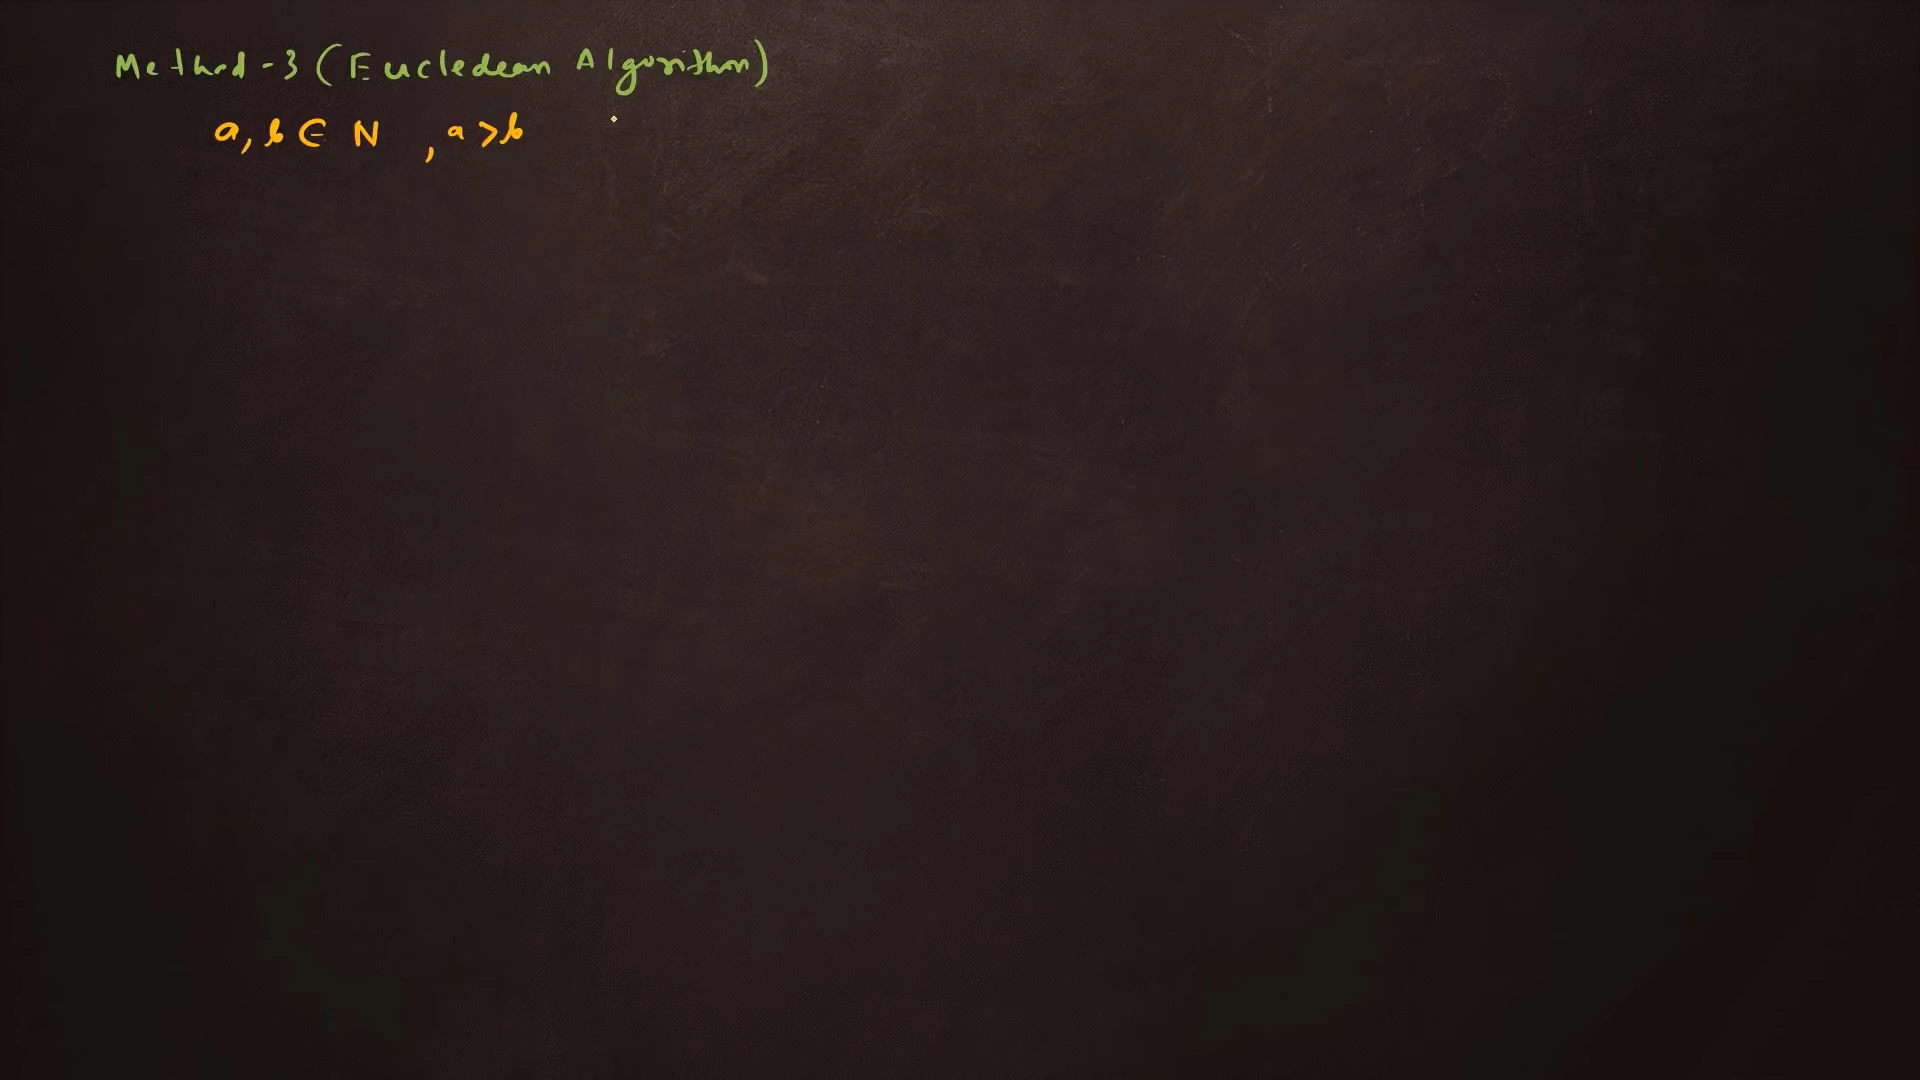 Method-3 (Eucledean Algorithm)
a, b ∈ N , a > b